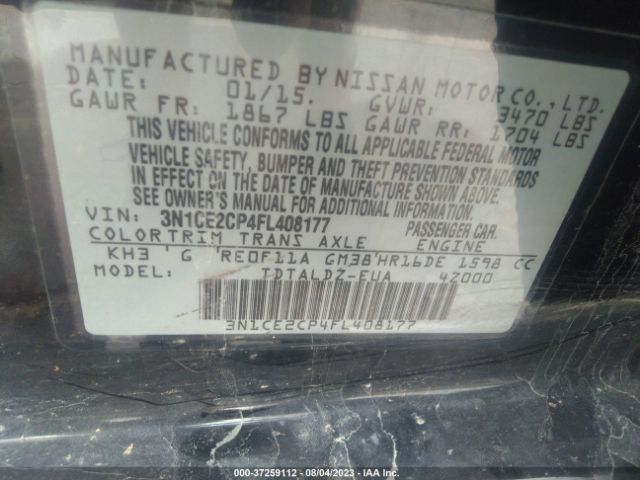 MANUFACTURED BY NISSAN MOTOR CO., LTD.
DATE: 01/15. GVWR: 3470 LBS
GAWR FR: 1867 LBS GAWR RR: 1704 LBS
THIS VEHICLE CONFORMS TO ALL APPLICABLE FEDERAL MOTOR
VEHICLE SAFETY, BUMPER AND THEFT PREVENTION STANDARDS
IN EFFECT ON THE DATE OF MANUFACTURE SHOWN ABOVE.
SEE OWNER'S MANUAL FOR ADDITIONAL INFORMATION.
VIN: 3N1CE2CP4FL408177 PASSENGER CAR.
COLOR TRIM TRANS AXLE ENGINE
KH3 'G 'RE0F11A GM38'HR16DE 1598 CC
MODEL: TDTALDZ-EUA 4Z000
3N1CE2CP4FL408177
000-37259112 - 08/04/2023 - IAA Inc.